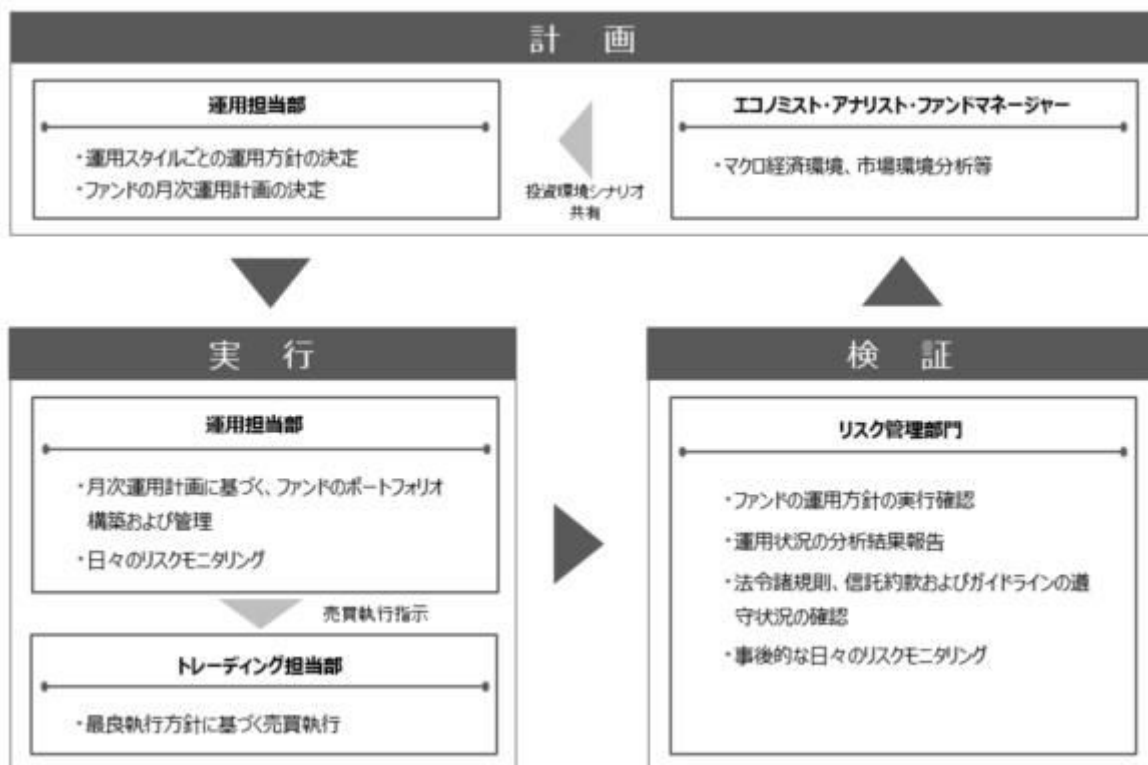 計 画
運用担当部
・運用スタイルごとの運用方針の決定
・ファンドの月次運用計画の決定
投資環境シナリオ
共有
エコノミスト・アナリスト・ファンドマネージャー
・マクロ経済環境、市場環境分析等
実 行
運用担当部
・月次運用計画に基づく、ファンドのポートフォリオ
構築および管理
・日々のリスクモニタリング
売買執行指示
トレーディング担当部
・最良執行方針に基づく売買執行
検 証
リスク管理部門
・ファンドの運用方針の実行確認
・運用状況の分析結果報告
・法令諸規則、信託約款およびガイドラインの遵
守状況の確認
・事後的な日々のリスクモニタリング